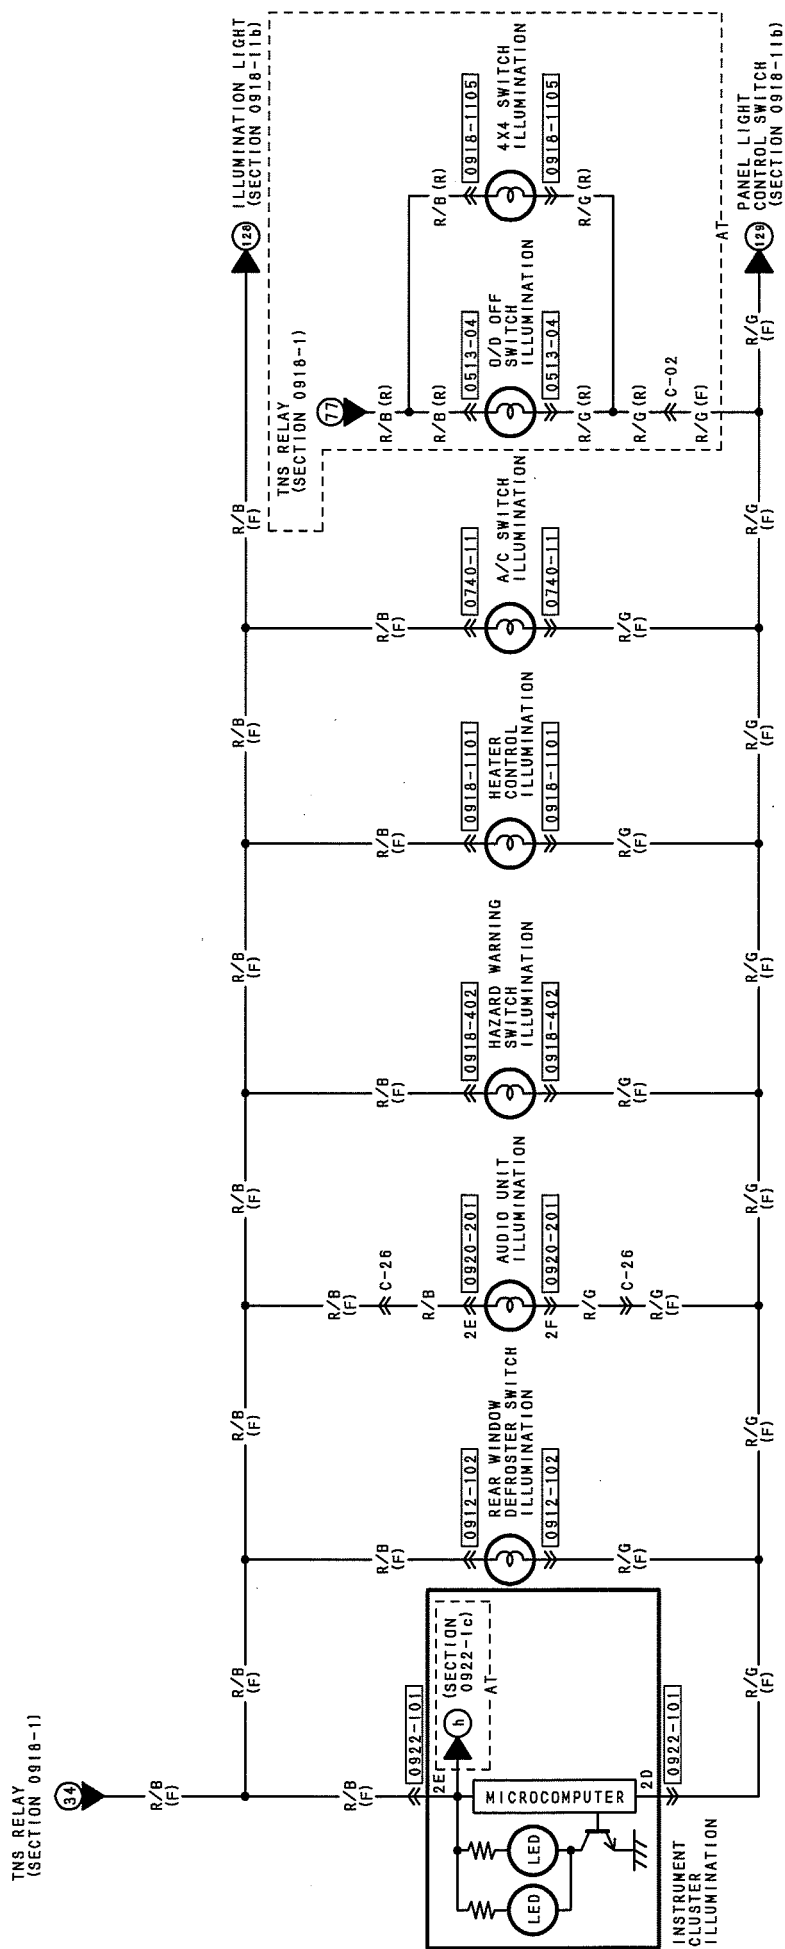 TNS RELAY
(SECTION 0918-1)
34
R/B
(F)
R/B
(F)
0922-101
2E
h
(SECTION
0922-1c)
AT
MICROCOMPUTER
LED
LED
2D
0922-101
INSTRUMENT
CLUSTER
ILLUMINATION
R/B
(F)
R/B
(F)
0912-102
REAR WINDOW
DEFROSTER SWITCH
ILLUMINATION
0912-102
R/G
(F)
R/G
(F)
R/B
(F)
R/B
(F)
C-26
R/B
2E
0920-201
AUDIO UNIT
ILLUMINATION
2F
0920-201
R/G
C-26
R/G
(F)
R/G
(F)
R/B
(F)
R/B
(F)
0918-402
HAZARD WARNING
SWITCH
ILLUMINATION
0918-402
R/G
(F)
R/G
(F)
R/B
(F)
R/B
(F)
0918-1101
HEATER
CONTROL
ILLUMINATION
0918-1101
R/G
(F)
R/G
(F)
R/B
(F)
R/B
(F)
0740-11
A/C SWITCH
ILLUMINATION
0740-11
R/G
(F)
R/G
(F)
R/B
(F)
TNS RELAY
(SECTION 0918-1)
77
R/B (R)
R/B (R)
0513-04
O/D OFF
SWITCH
ILLUMINATION
0513-04
R/G (R)
R/G (R)
C-02
R/G (F)
R/G
(F)
R/B (R)
0918-1105
4X4 SWITCH
ILLUMINATION
0918-1105
R/G (R)
AT
128
ILLUMINATION LIGHT
(SECTION 0918-11b)
R/G
(F)
129
PANEL LIGHT
CONTROL SWITCH
(SECTION 0918-11b)